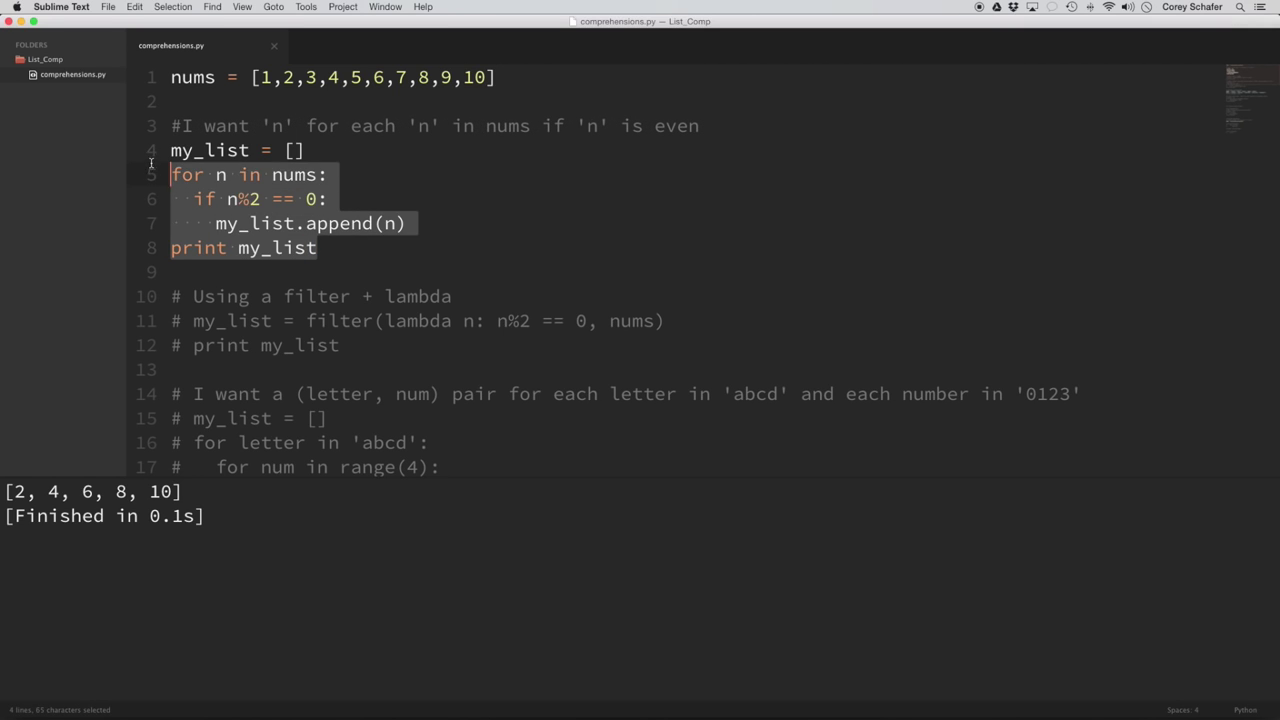 Sublime Text File Edit Selection Find View Goto Tools Project Window Help Corey Schafer
comprehensions.py — List_Comp
FOLDERS
List_Comp
comprehensions.py
comprehensions.py
1 nums = [1,2,3,4,5,6,7,8,9,10]
2
3 #I want 'n' for each 'n' in nums if 'n' is even
4 my_list = []
5 for n in nums:
6 if n%2 == 0:
7 my_list.append(n)
8 print my_list
9
10 # Using a filter + lambda
11 # my_list = filter(lambda n: n%2 == 0, nums)
12 # print my_list
13
14 # I want a (letter, num) pair for each letter in 'abcd' and each number in '0123'
15 # my_list = []
16 # for letter in 'abcd':
17 # for num in range(4):
[2, 4, 6, 8, 10]
[Finished in 0.1s]
4 lines, 65 characters selected Spaces: 4 Python